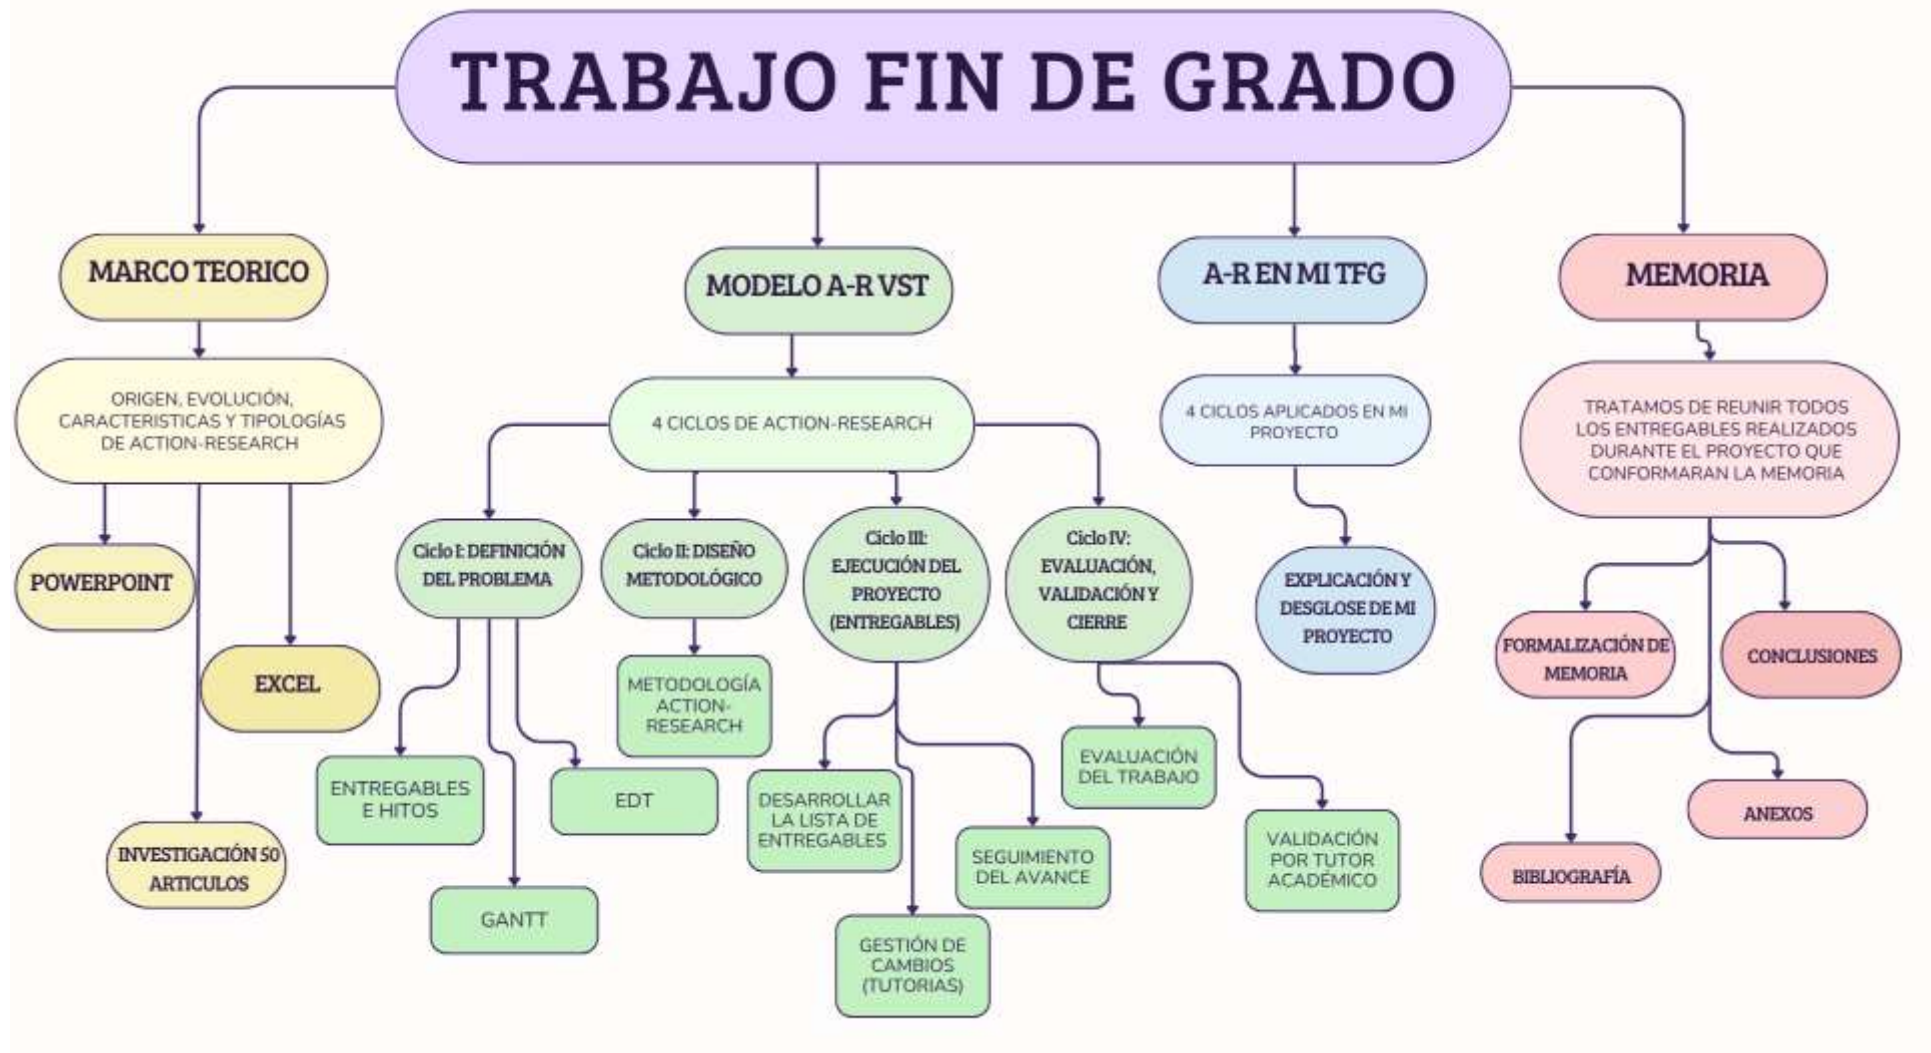 TRABAJO FIN DE GRADO
MARCO TEORICO
MODELO A-R VST
A-R EN MI TFG
MEMORIA
ORIGEN, EVOLUCIÓN,
CARACTERISTICAS Y TIPOLOGÍAS
DE ACTION-RESEARCH
4 CICLOS DE ACTION-RESEARCH
4 CICLOS APLICADOS EN MI
PROYECTO
TRATAMOS DE REUNIR TODOS
LOS ENTREGABLES REALIZADOS
DURANTE EL PROYECTO QUE
CONFORMARAN LA MEMORIA
POWERPOINT
EXCEL
INVESTIGACIÓN 50
ARTICULOS
Ciclo I: DEFINICIÓN
DEL PROBLEMA
Ciclo II: DISEÑO
METODOLÓGICO
Ciclo III:
EJECUCIÓN DEL
PROYECTO
(ENTREGABLES)
Ciclo IV:
EVALUACIÓN,
VALIDACIÓN Y
CIERRE
EXPLICACIÓN Y
DESGLOSE DE MI
PROYECTO
FORMALIZACIÓN DE
MEMORIA
CONCLUSIONES
ENTREGABLES
E HITOS
GANTT
EDT
METODOLOGÍA
ACTION-
RESEARCH
DESARROLLAR
LA LISTA DE
ENTREGABLES
GESTIÓN DE
CAMBIOS
(TUTORIAS)
SEGUIMIENTO
DEL AVANCE
EVALUACIÓN
DEL TRABAJO
VALIDACIÓN
POR TUTOR
ACADÉMICO
BIBLIOGRAFÍA
ANEXOS